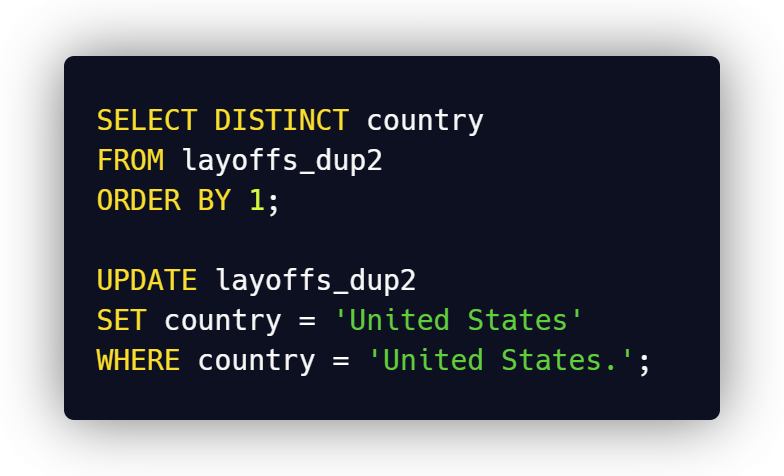 SELECT DISTINCT country
FROM layoffs_dup2
ORDER BY 1;
UPDATE layoffs_dup2
SET country = 'United States'
WHERE country = 'United States.';